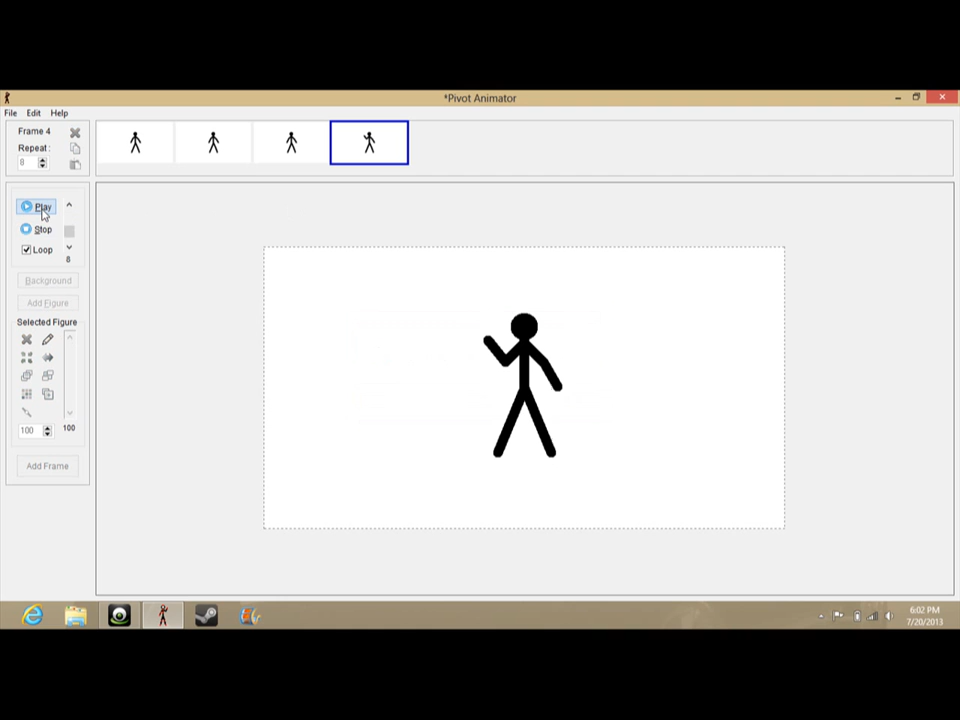 *Pivot Animator
File Edit Help
Frame 4
Repeat:
8
Play
Stop
Loop
8
Background
Add Figure
Selected Figure
100
100
Add Frame
6:02 PM
7/20/2013